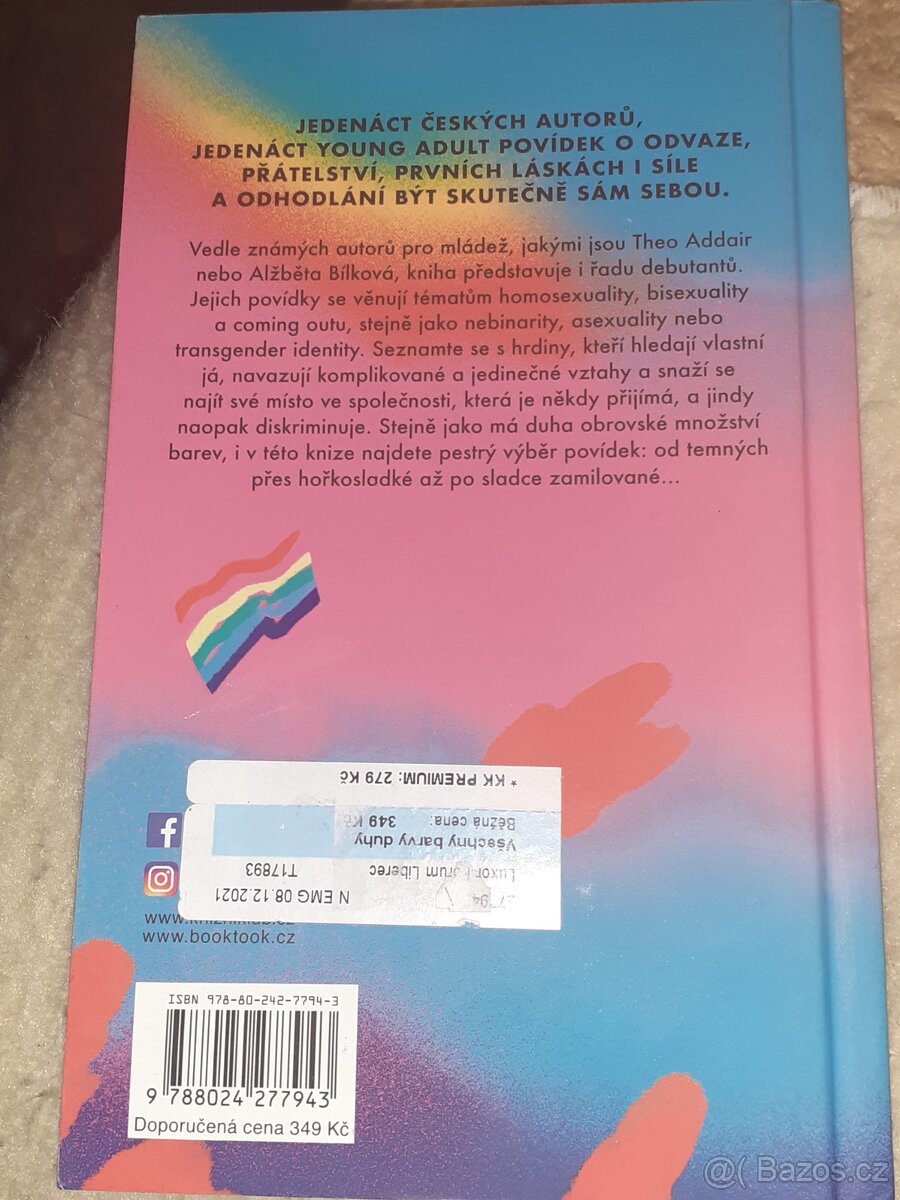 JEDENÁCT ČESKÝCH AUTORŮ,
JEDENÁCT YOUNG ADULT POVÍDEK O ODVAZE,
PŘÁTELSTVÍ, PRVNÍCH LÁSKÁCH I SÍLE
A ODHODLÁNÍ BÝT SKUTEČNĚ SÁM SEBOU.
Vedle známých autorů pro mládež, jakými jsou Theo Addair
nebo Alžběta Bílková, kniha představuje i řadu debutantů.
Jejich povídky se věnují tématům homosexuality, bisexuality
a coming outu, stejně jako nebinarity, asexuality nebo
transgender identity. Seznamte se s hrdiny, kteří hledají vlastní
já, navazují komplikované a jedinečné vztahy a snaží se
najít své místo ve společnosti, která je někdy přijímá, a jindy
naopak diskriminuje. Stejně jako má duha obrovské množství
barev, i v této knize najdete pestrý výběr povídek: od temných
přes hořkosladké až po sladce zamilované...
N EMG 08.12.2021
Luxor Forum Liberec T17893
Všechny barvy duhy
Běžná cena: 349 Kč
* KK PREMIUM: 279 Kč
www.booktook.cz
ISBN 978-80-242-7794-3
9 788024 277943
Doporučená cena 349 Kč
@( Bazos.cz